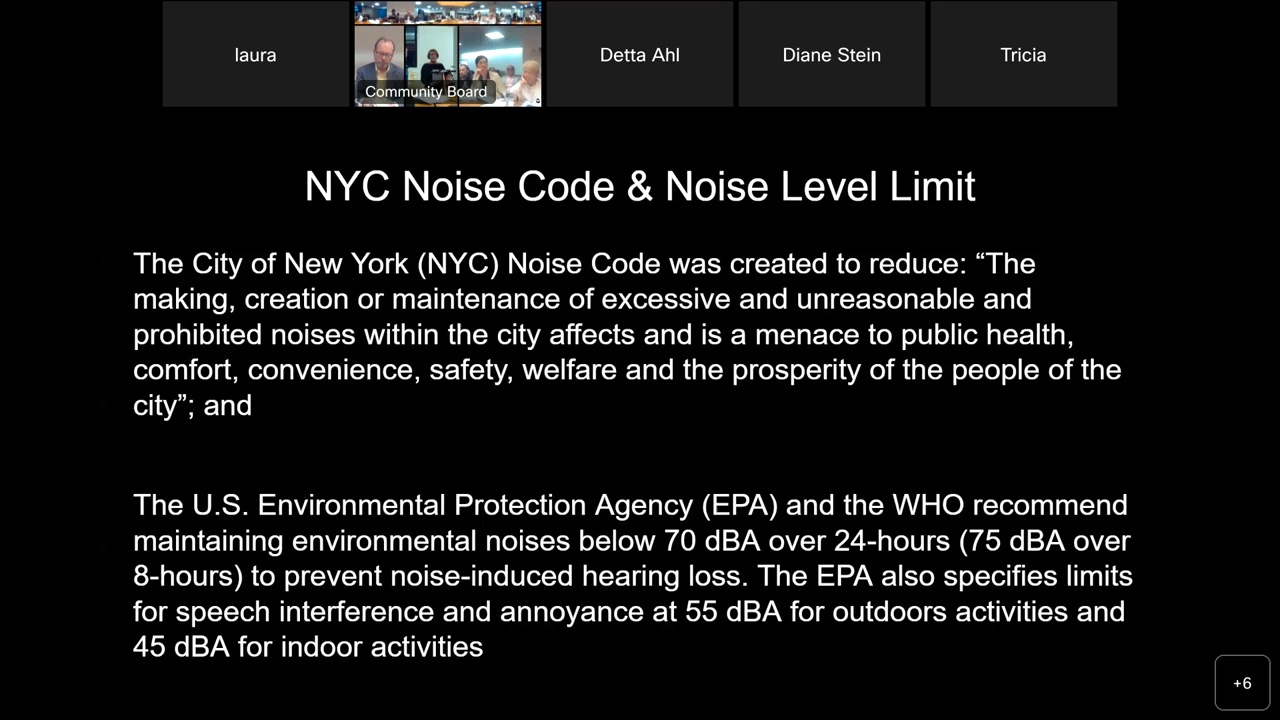 laura
Community Board
Detta Ahl
Diane Stein
Tricia
NYC Noise Code & Noise Level Limit
The City of New York (NYC) Noise Code was created to reduce: “The
making, creation or maintenance of excessive and unreasonable and
prohibited noises within the city affects and is a menace to public health,
comfort, convenience, safety, welfare and the prosperity of the people of the
city”; and
The U.S. Environmental Protection Agency (EPA) and the WHO recommend
maintaining environmental noises below 70 dBA over 24-hours (75 dBA over
8-hours) to prevent noise-induced hearing loss. The EPA also specifies limits
for speech interference and annoyance at 55 dBA for outdoors activities and
45 dBA for indoor activities
+6